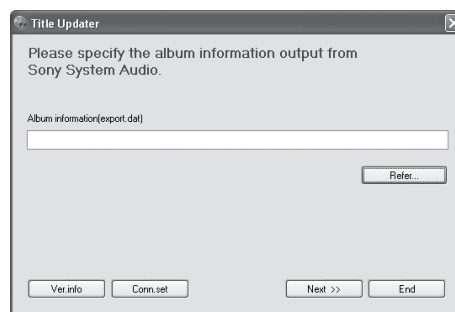 Title Updater
Please specify the album information output from
Sony System Audio.
Album information(export.dat)
Refer...
Ver.info
Conn.set
Next >>
End